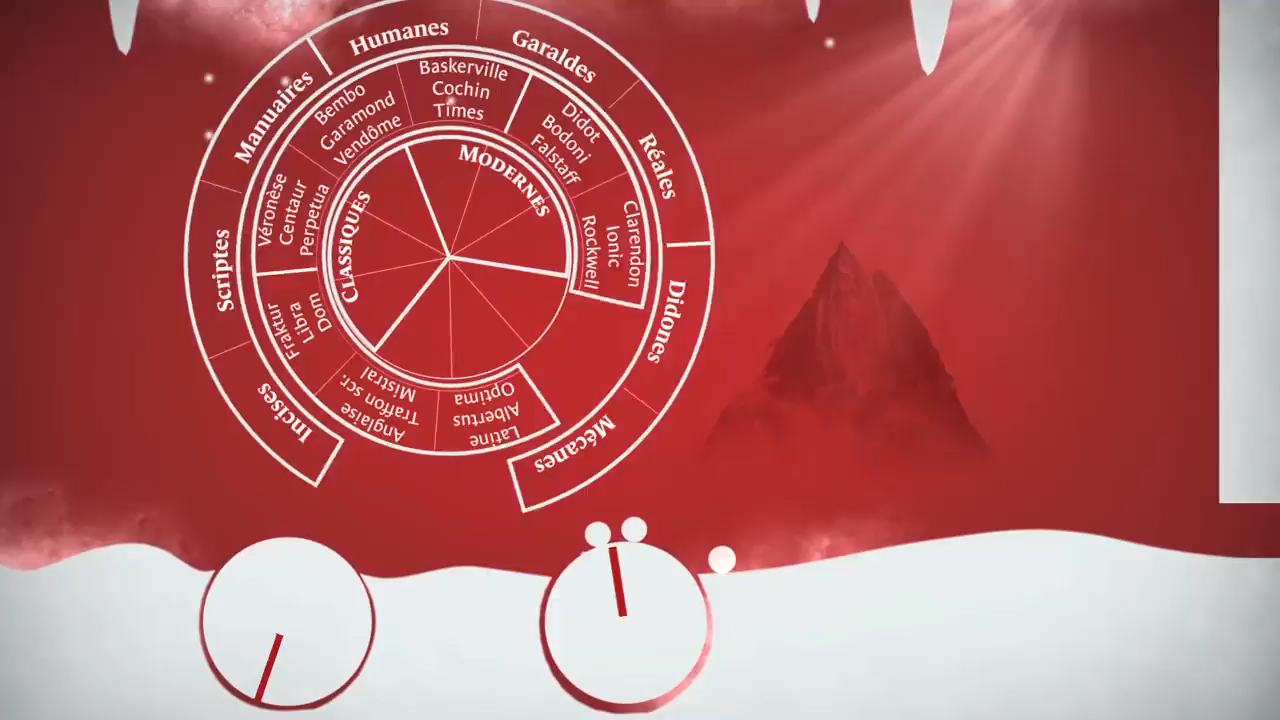 Humanes
Garaldes
Manuaires
Réales
Scriptes
Didones
Incises
Mécanes
Baskerville
Cochin
Times
Bembo
Garamond
Vendôme
Didot
Bodoni
Falstaff
Véronèse
Centaur
Perpetua
Clarendon
Ionic
Rockwell
Fraktur
Libra
Dom
Mistral
Traffon scr.
Anglaise
Optima
Albertus
Latine
MODERNES
CLASSIQUES